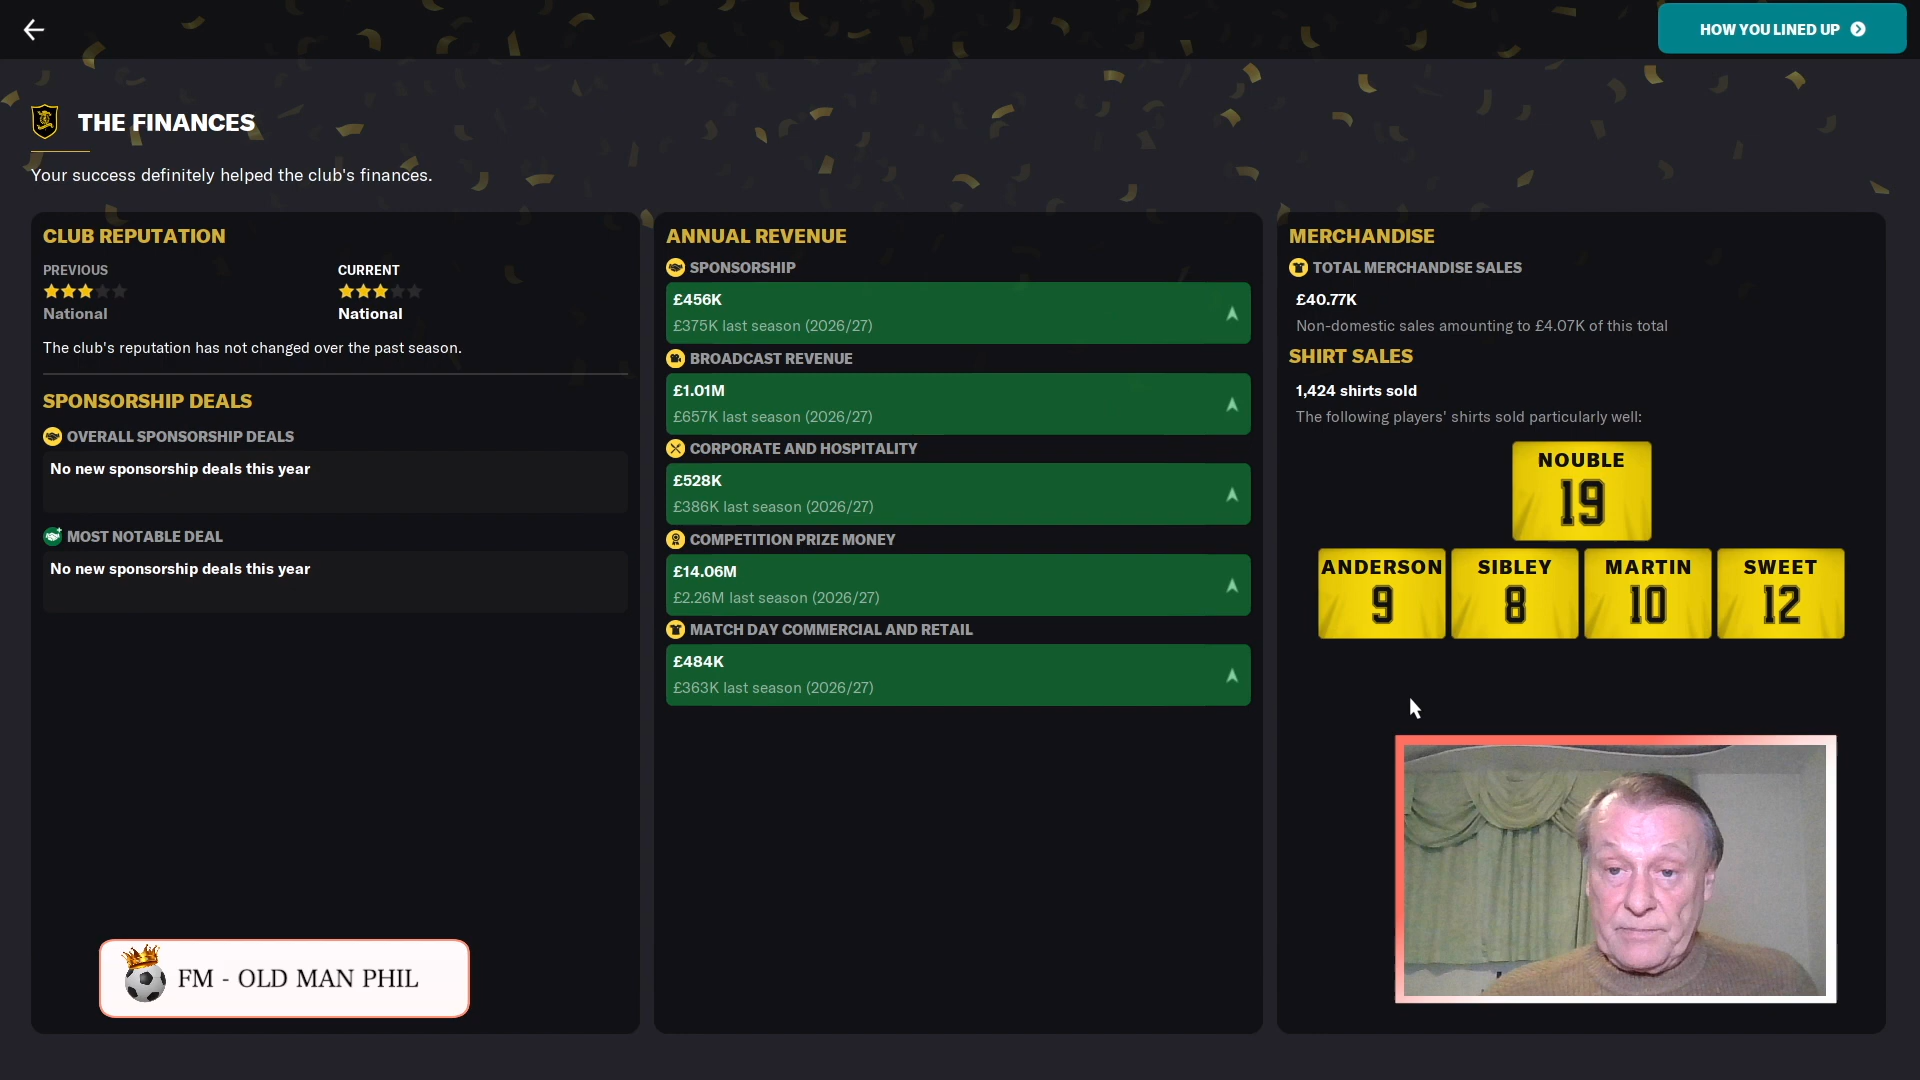 HOW YOU LINED UP
THE FINANCES
Your success definitely helped the club's finances.
CLUB REPUTATION
PREVIOUS
CURRENT
National
National
The club's reputation has not changed over the past season.
SPONSORSHIP DEALS
OVERALL SPONSORSHIP DEALS
No new sponsorship deals this year
MOST NOTABLE DEAL
No new sponsorship deals this year
FM - OLD MAN PHIL
ANNUAL REVENUE
SPONSORSHIP
£456K
£375K last season (2026/27)
BROADCAST REVENUE
£1.01M
£657K last season (2026/27)
CORPORATE AND HOSPITALITY
£528K
£386K last season (2026/27)
COMPETITION PRIZE MONEY
£14.06M
£2.26M last season (2026/27)
MATCH DAY COMMERCIAL AND RETAIL
£484K
£363K last season (2026/27)
MERCHANDISE
TOTAL MERCHANDISE SALES
£40.77K
Non-domestic sales amounting to £4.07K of this total
SHIRT SALES
1,424 shirts sold
The following players' shirts sold particularly well:
NOUBLE
19
ANDERSON
9
SIBLEY
8
MARTIN
10
SWEET
12